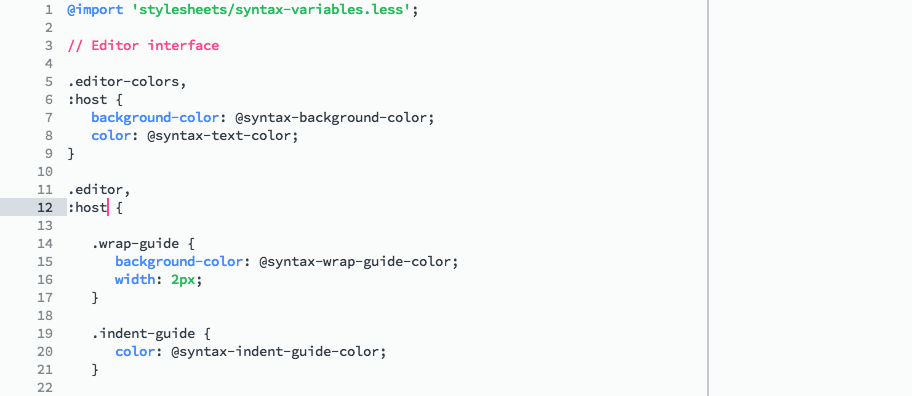 1 @import 'stylesheets/syntax-variables.less';
2
3 // Editor interface
4
5 .editor-colors,
6 :host {
7    background-color: @syntax-background-color;
8    color: @syntax-text-color;
9 }
10
11 .editor,
12 :host {
13
14    .wrap-guide {
15       background-color: @syntax-wrap-guide-color;
16       width: 2px;
17    }
18
19    .indent-guide {
20       color: @syntax-indent-guide-color;
21    }
22